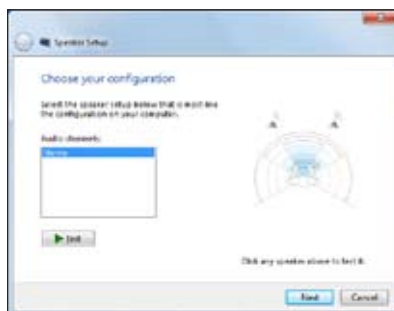 Speaker Setup
Choose your configuration
Select the speaker setup below that is most like
the configuration on your computer.
Audio channels:
Stereo
L
R
Test
Click any speaker above to test it.
Next
Cancel